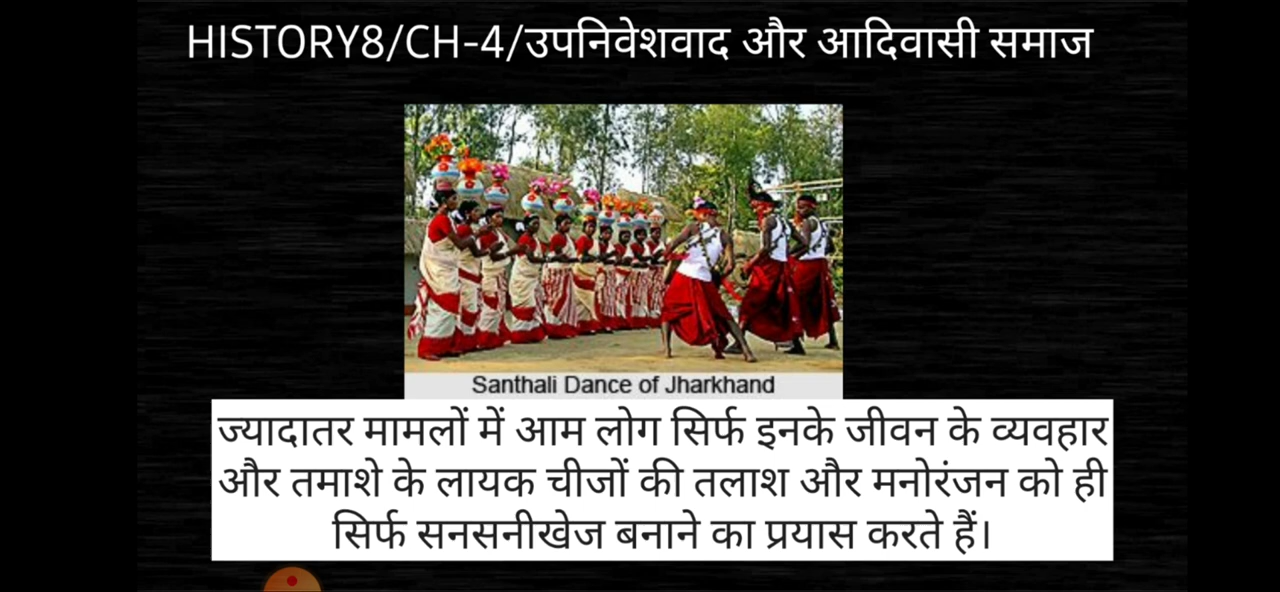 HISTORY8/CH-4/उपनिवेशवाद और आदिवासी समाज
Santhali Dance of Jharkhand
ज्यादातर मामलों में आम लोग सिर्फ इनके जीवन के व्यवहार
और तमाशे के लायक चीजों की तलाश और मनोरंजन को ही
सिर्फ सनसनीखेज बनाने का प्रयास करते हैं।